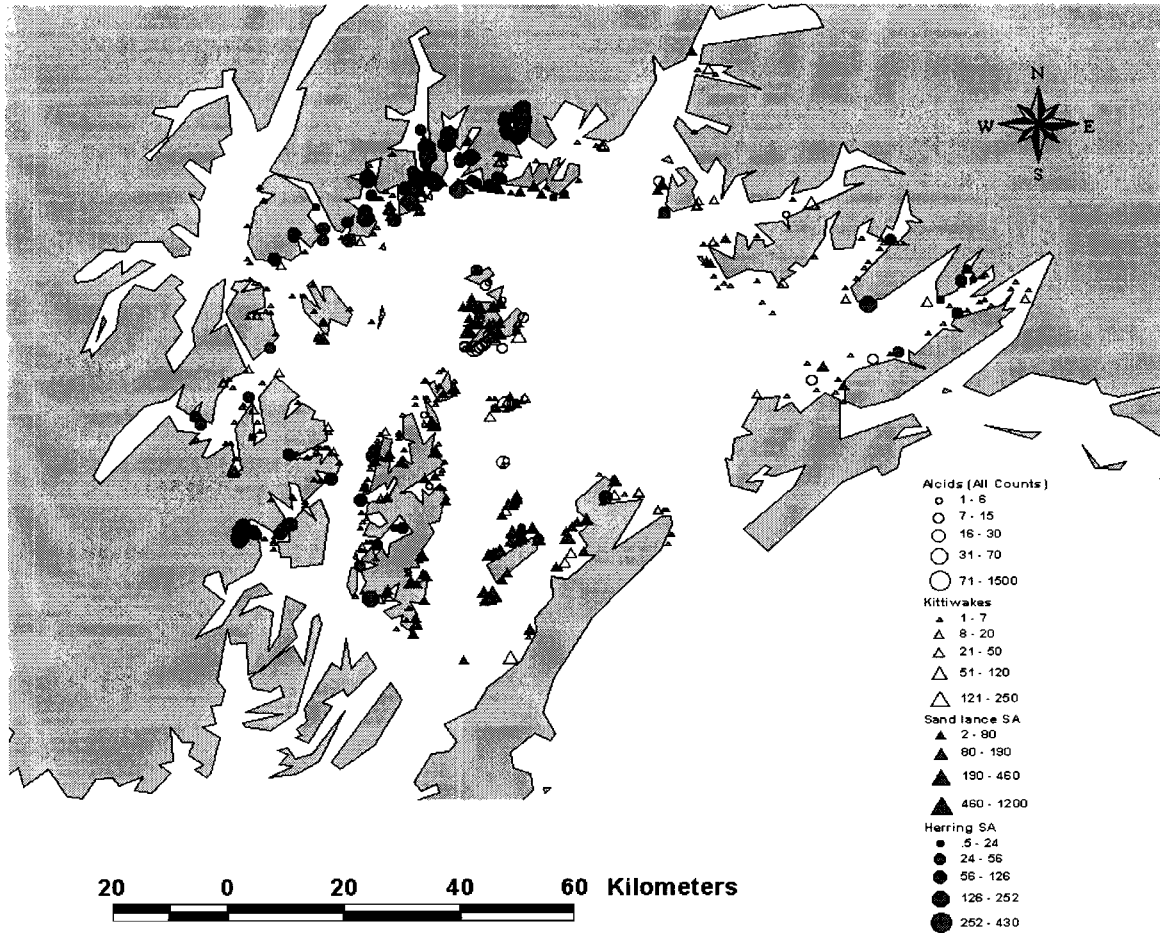 N
W E
S
Alcids (All Counts)
1 - 6
7 - 15
16 - 30
31 - 70
71 - 1500
Kittiwakes
1 - 7
8 - 20
21 - 50
51 - 120
121 - 250
Sand lance SA
2 - 80
80 - 190
190 - 460
460 - 1200
Herring SA
.5 - 24
24 - 56
56 - 126
126 - 252
252 - 430
20 0 20 40 60 Kilometers